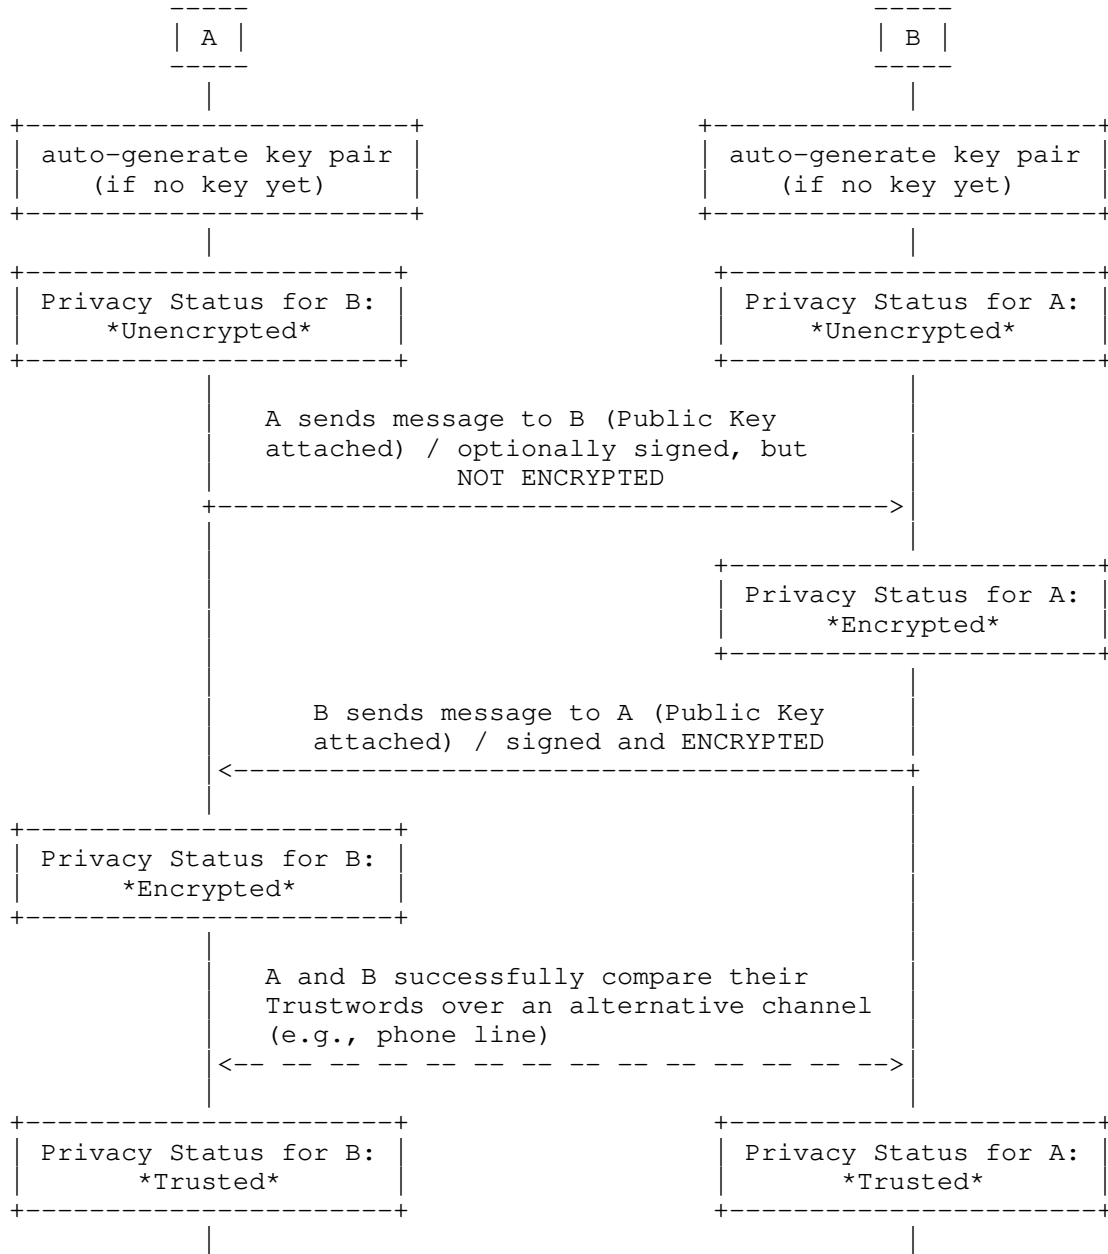 A B
auto-generate key pair auto-generate key pair
(if no key yet) (if no key yet)
Privacy Status for B: Privacy Status for A:
*Unencrypted* *Unencrypted*
A sends message to B (Public Key
attached) / optionally signed, but
NOT ENCRYPTED
Privacy Status for A:
*Encrypted*
B sends message to A (Public Key
attached) / signed and ENCRYPTED
Privacy Status for B:
*Encrypted*
A and B successfully compare their
Trustwords over an alternative channel
(e.g., phone line)
Privacy Status for B: Privacy Status for A:
*Trusted* *Trusted*